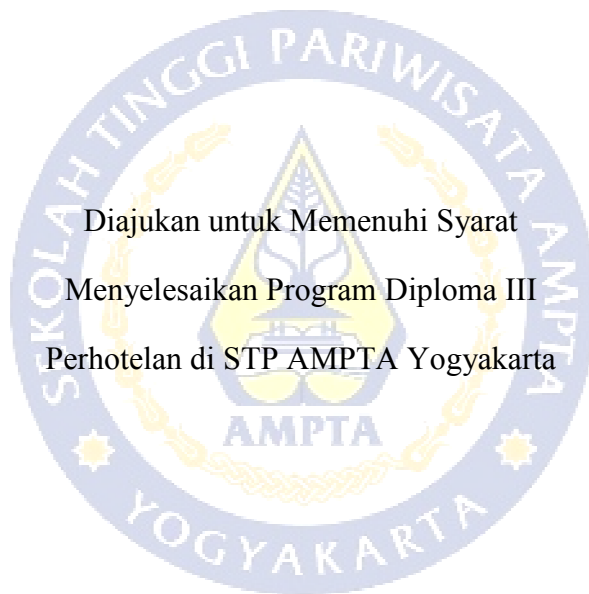 SEKOLAH TINGGI PARIWISATA AMPTA
Diajukan untuk Memenuhi Syarat
Menyelesaikan Program Diploma III
Perhotelan di STP AMPTA Yogyakarta
AMPTA
YOGYAKARTA